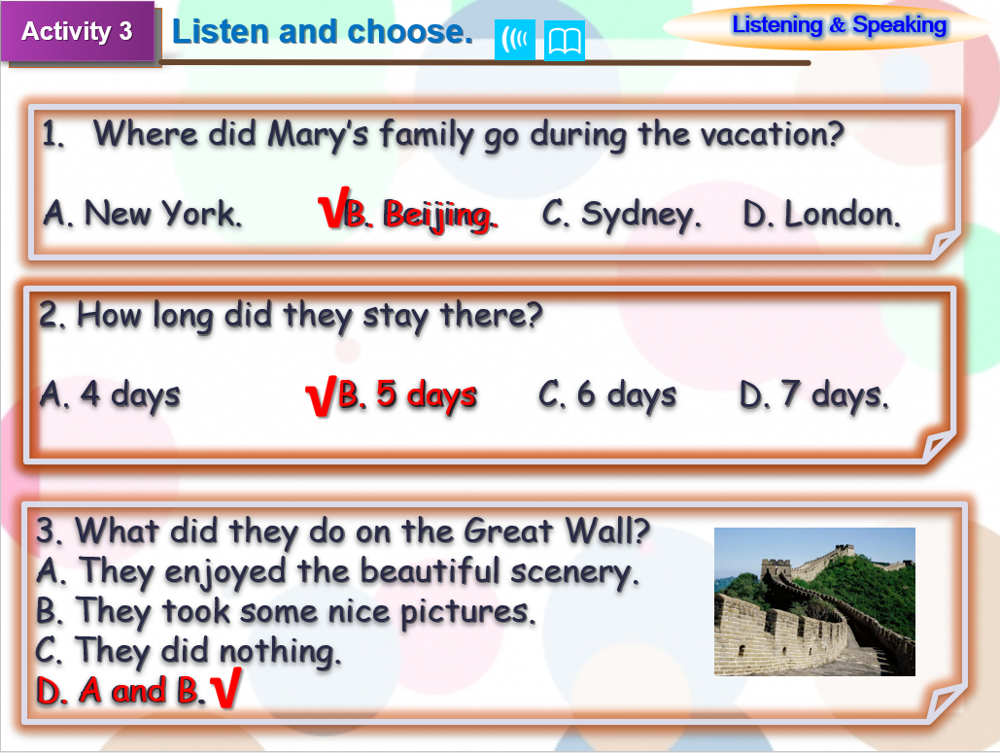 Activity 3
Listen and choose.
Listening & Speaking
1. Where did Mary's family go during the vacation?
A. New York. √B. Beijing. C. Sydney. D. London.
2. How long did they stay there?
A. 4 days √B. 5 days C. 6 days D. 7 days.
3. What did they do on the Great Wall?
A. They enjoyed the beautiful scenery.
B. They took some nice pictures.
C. They did nothing.
D. A and B. √